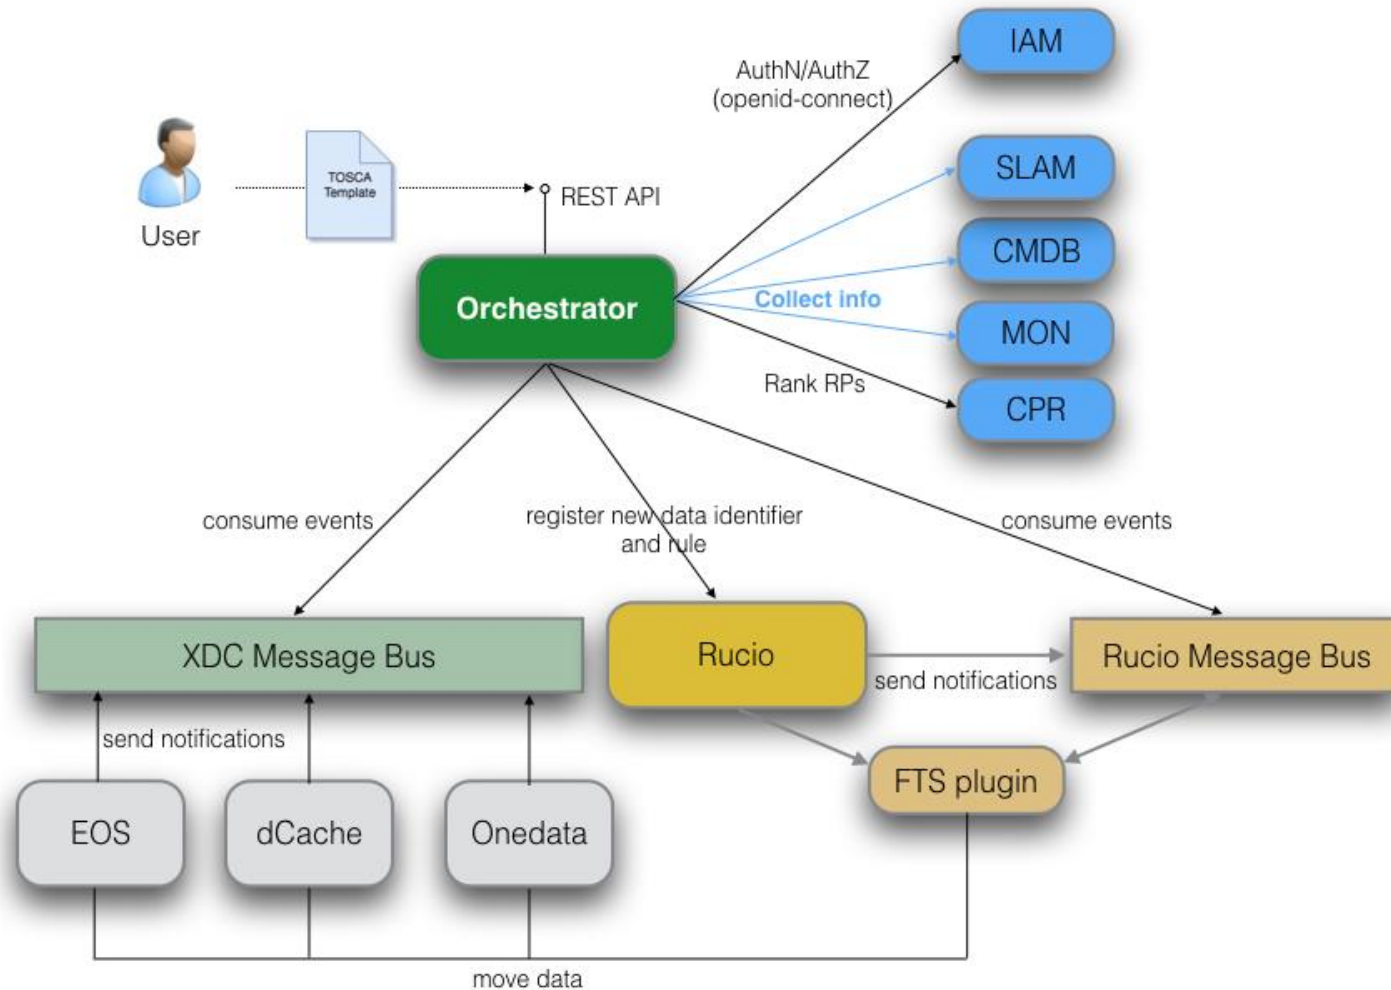 IAM
AuthN/AuthZ
(openid-connect)
SLAM
TOSCA
Template
REST API
User
CMDB
Orchestrator
Collect info
MON
Rank RPs
CPR
consume events
register new data identifier
and rule
consume events
XDC Message Bus
Rucio
Rucio Message Bus
send notifications
send notifications
FTS plugin
EOS
dCache
Onedata
move data